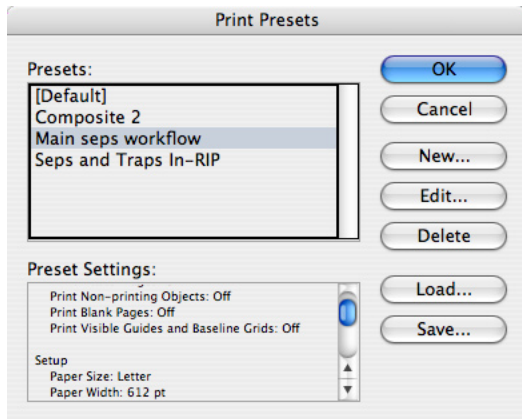 Print Presets
Presets:
[Default]
Composite 2
Main seps workflow
Seps and Traps In-RIP
OK
Cancel
New...
Edit...
Delete
Preset Settings:
Print Non-printing Objects: Off
Print Blank Pages: Off
Print Visible Guides and Baseline Grids: Off
Setup
Paper Size: Letter
Paper Width: 612 pt
Load...
Save...